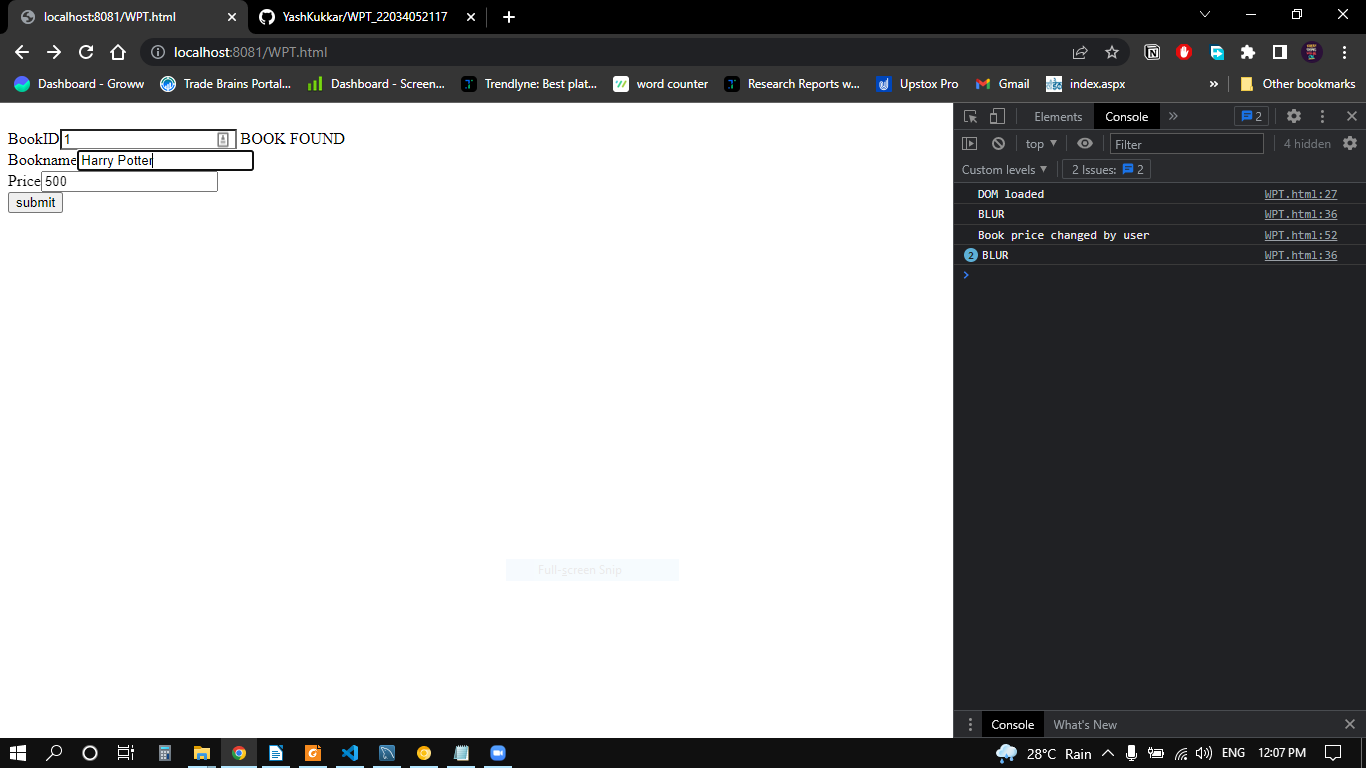 localhost:8081/WPT.html
YashKukkar/WPT_22034052117
localhost:8081/WPT.html
Dashboard - Groww
Trade Brains Portal...
Dashboard - Screen...
Trendlyne: Best plat...
word counter
Research Reports w...
Upstox Pro
Gmail
index.aspx
»
Other bookmarks
BookID 1 BOOK FOUND
Bookname Harry Potter
Price 500
submit
Full-screen Snip
Elements Console » 2
top Filter 4 hidden
Custom levels 2 Issues: 2
DOM loaded WPT.html:27
BLUR WPT.html:36
Book price changed by user WPT.html:52
2 BLUR WPT.html:36
>
Console What's New
28°C Rain ENG 12:07 PM